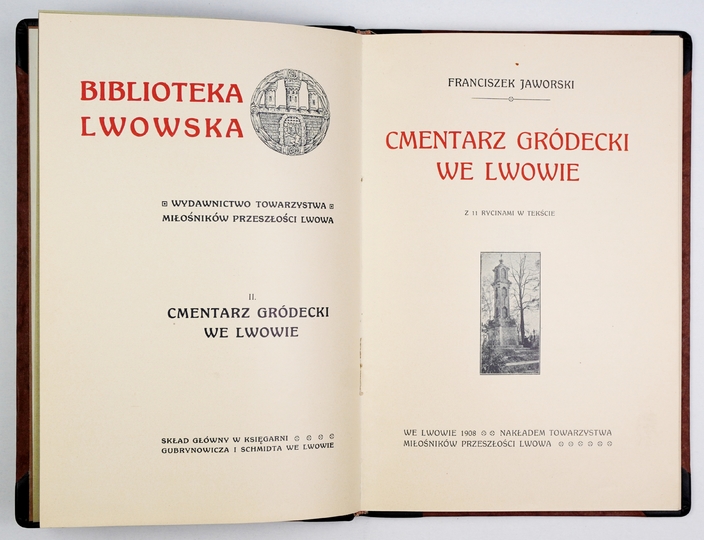 BIBLIOTEKA
LWOWSKA
WYDAWNICTWO TOWARZYSTWA
MIŁOŚNIKÓW PRZESZŁOŚCI LWOWA
II.
CMENTARZ GRÓDECKI
WE LWOWIE
SKŁAD GŁÓWNY W KSIĘGARNI
GUBRYNOWICZA I SCHMIDTA WE LWOWIE
FRANCISZEK JAWORSKI
CMENTARZ GRÓDECKI
WE LWOWIE
Z 11 RYCINAMI W TEKŚCIE
WE LWOWIE 1908 NAKŁADEM TOWARZYSTWA
MIŁOŚNIKÓW PRZESZŁOŚCI LWOWA